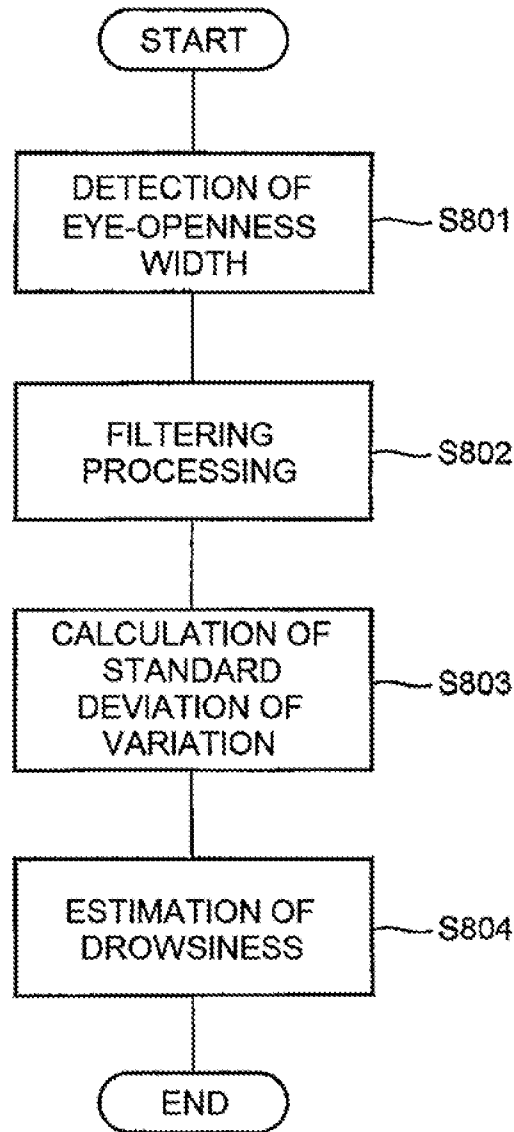 START
DETECTION OF
EYE-OPENNESS
WIDTH
S801
FILTERING
PROCESSING
S802
CALCULATION OF
STANDARD
DEVIATION OF
VARIATION
S803
ESTIMATION OF
DROWSINESS
S804
END